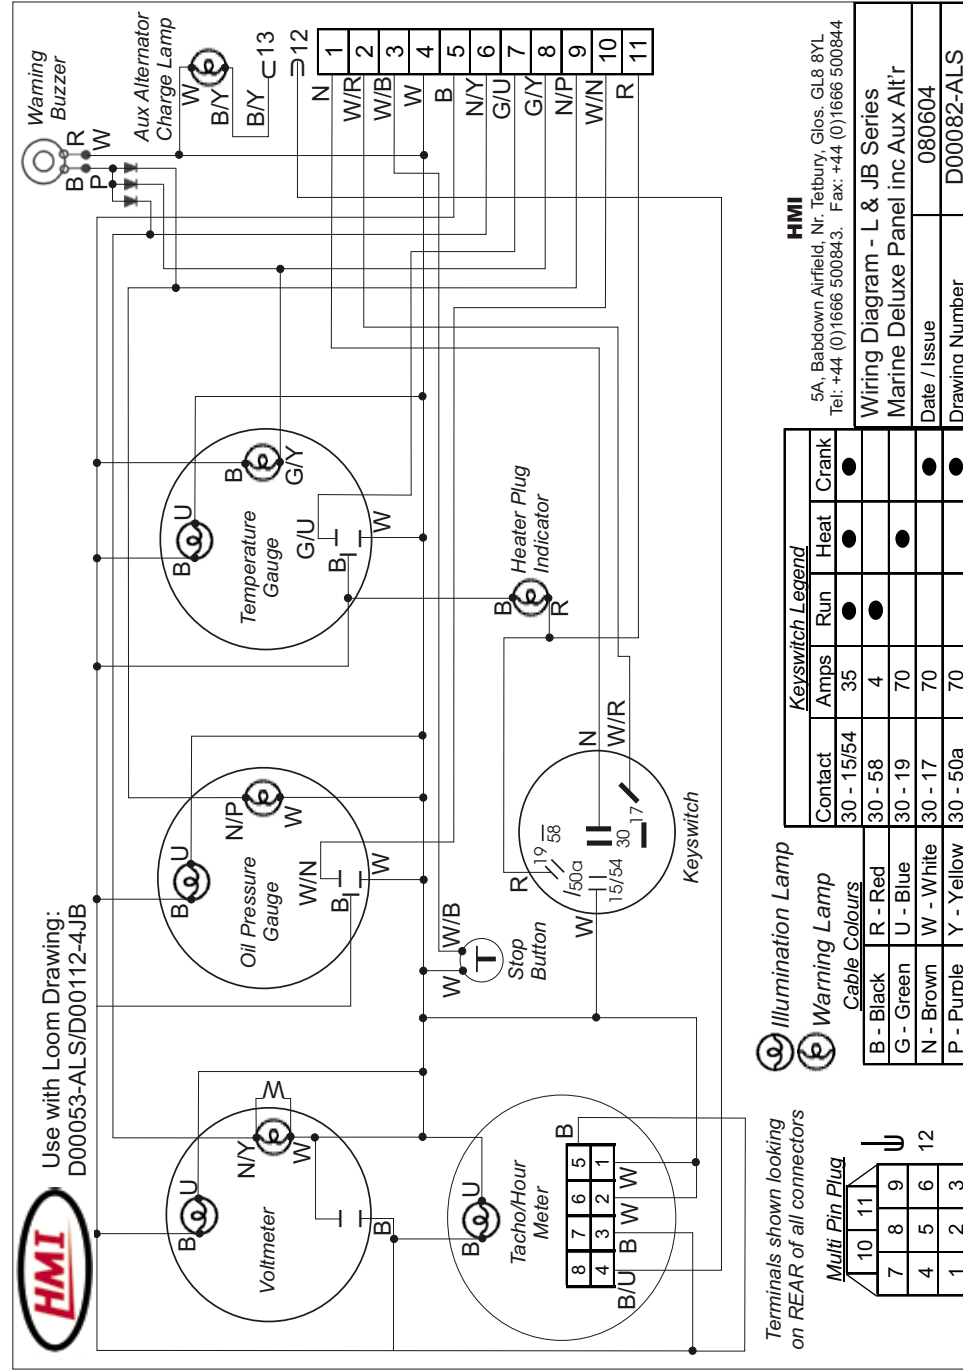 HMI
Use with Loom Drawing:
D00053-ALS/D00112-4JB
Warning
Buzzer
B R
P W
Aux Alternator
Charge Lamp
W
B/Y
B/Y
13
12
1 N
2 W/R
3 W/B
4 W
5 B
6 N/Y
7 G/U
8 G/Y
9 N/P
10 W/N
11 R
Voltmeter
B U
N/Y
W
W
B
Oil Pressure
Gauge
B U
N/P
W
W/N
B
W
Temperature
Gauge
B U
B
G/Y
G/U
B
W
Tacho/Hour
Meter
B U
B
8 7 6 5
4 3 2 1
B/U B W W
Stop
Button
W W/B
T
Heater Plug
Indicator
B
R
Keyswitch
R
N
W/R
W
19
58
50a
30
17
15/54
Terminals shown looking
on REAR of all connectors
Multi Pin Plug
10 11
7 8 9
4 5 6 12
1 2 3
Illumination Lamp
Warning Lamp
Cable Colours
B - Black R - Red
G - Green U - Blue
N - Brown W - White
P - Purple Y - Yellow
Keyswitch Legend
Contact Amps Run Heat Crank
30 - 15/54 35
30 - 58 4
30 - 19 70
30 - 17 70
30 - 50a 70
HMI
5A, Babdown Airfield, Nr. Tetbury, Glos. GL8 8YL
Tel: +44 (0)1666 500843. Fax: +44 (0)1666 500844
Wiring Diagram - L & JB Series
Marine Deluxe Panel inc Aux Alt'r
Date / Issue 080604
Drawing Number D00082-ALS